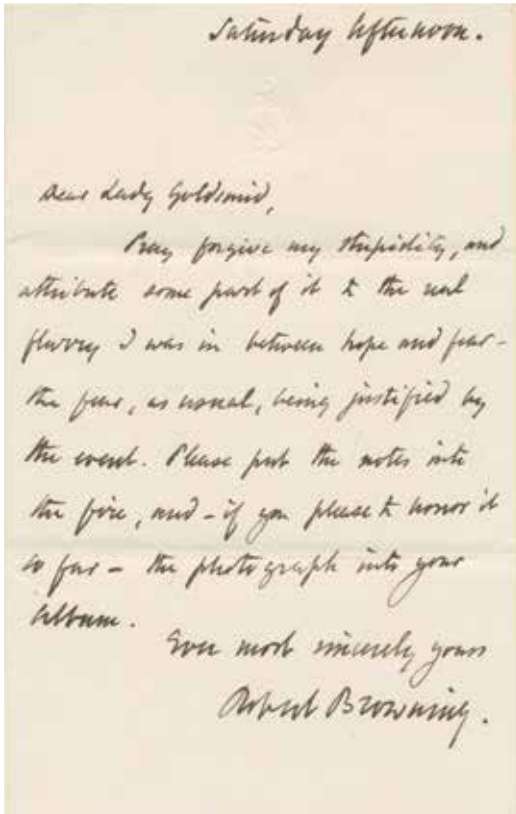 Saturday Afternoon.
Dear Lady Goldsmid,
Pray forgive my stupidity, and
attribute some part of it to the real
flurry I was in between hope and fear -
the fear, as usual, being justified by
the event. Please put the notes into
the fire, and - if you please to honor it
so far - the photograph into your
Album.
Ever most sincerely yours
Robert Browning.